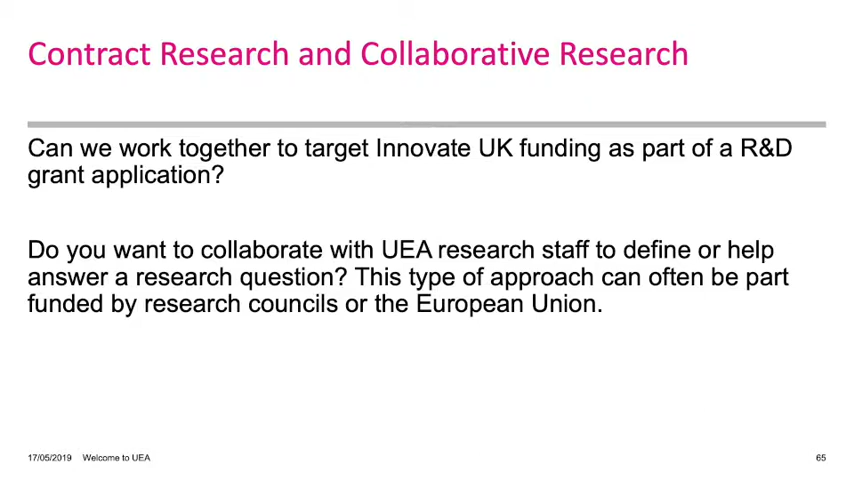 Contract Research and Collaborative Research
Can we work together to target Innovate UK funding as part of a R&D
grant application?
Do you want to collaborate with UEA research staff to define or help
answer a research question? This type of approach can often be part
funded by research councils or the European Union.
17/05/2019 Welcome to UEA 65